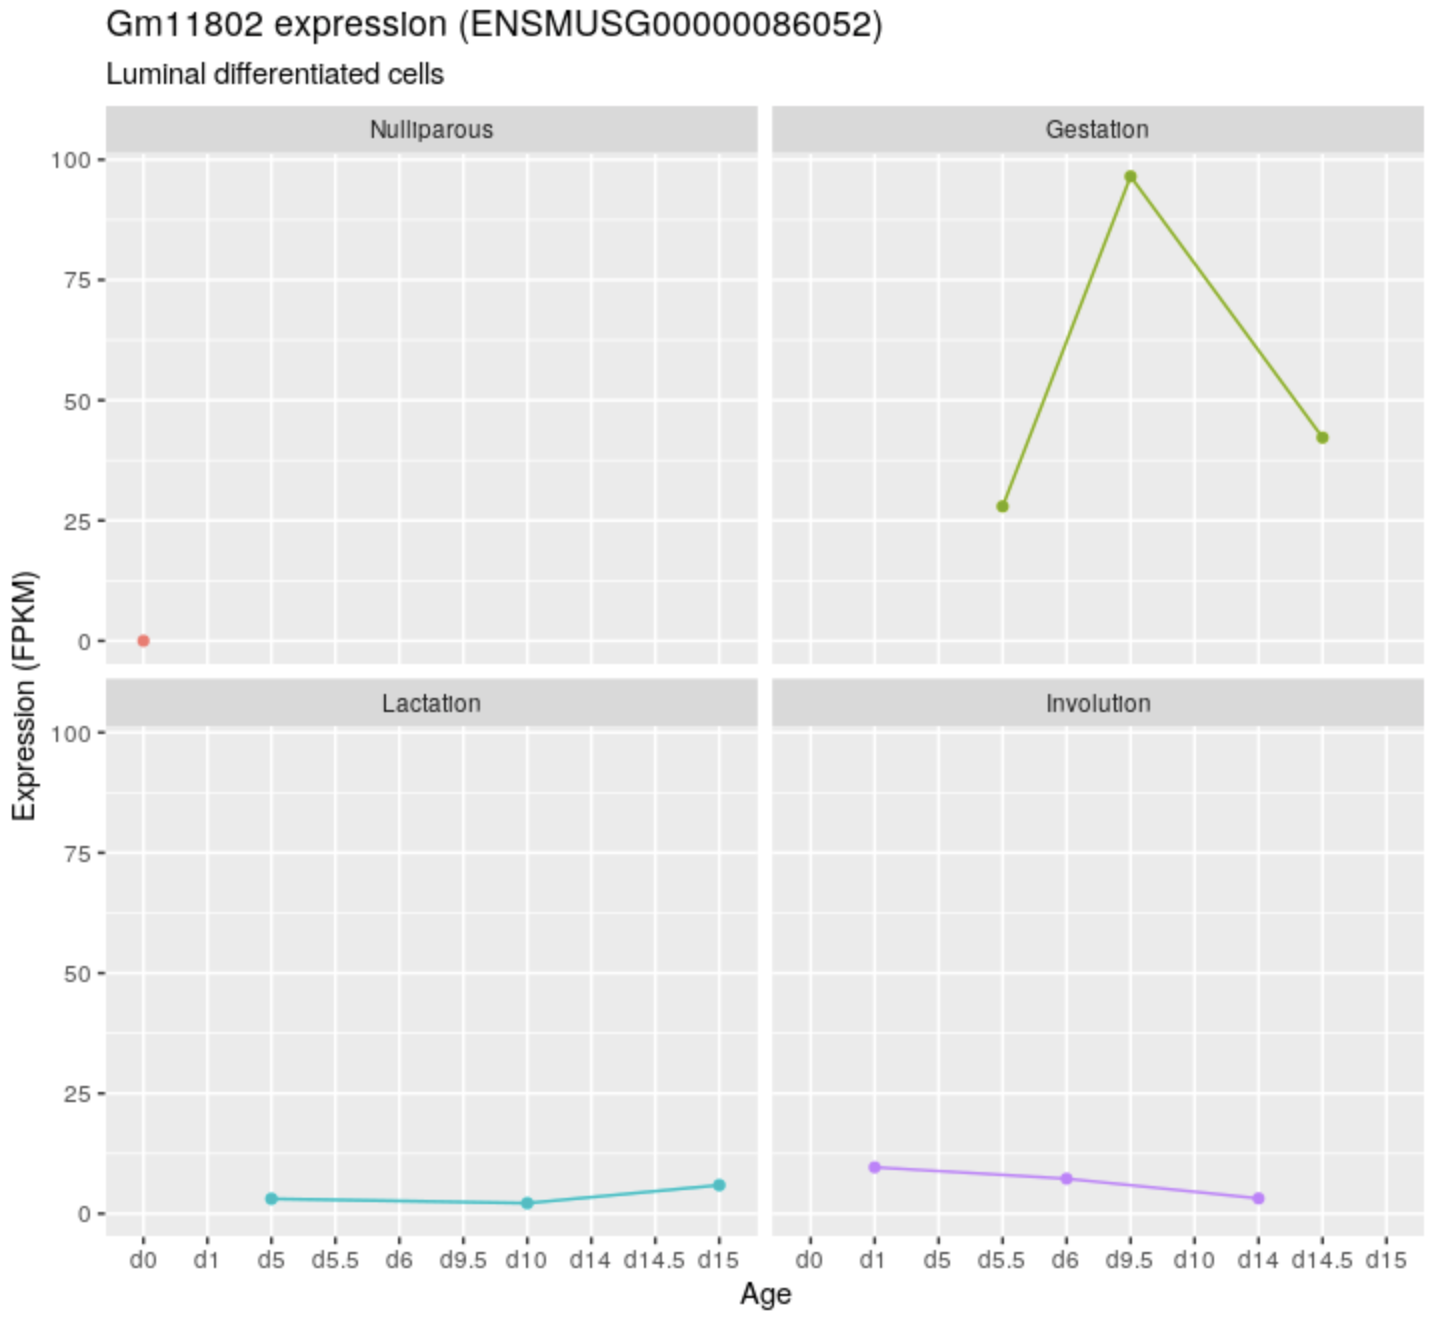 Gm11802 expression (ENSMUSG00000086052)
Luminal differentiated cells
Nulliparous
Gestation
100
75
50
25
0
Expression (FPKM)
Lactation
Involution
100
75
50
25
0
d0 d1 d5 d5.5 d6 d9.5 d10 d14 d14.5 d15
d0 d1 d5 d5.5 d6 d9.5 d10 d14 d14.5 d15
Age